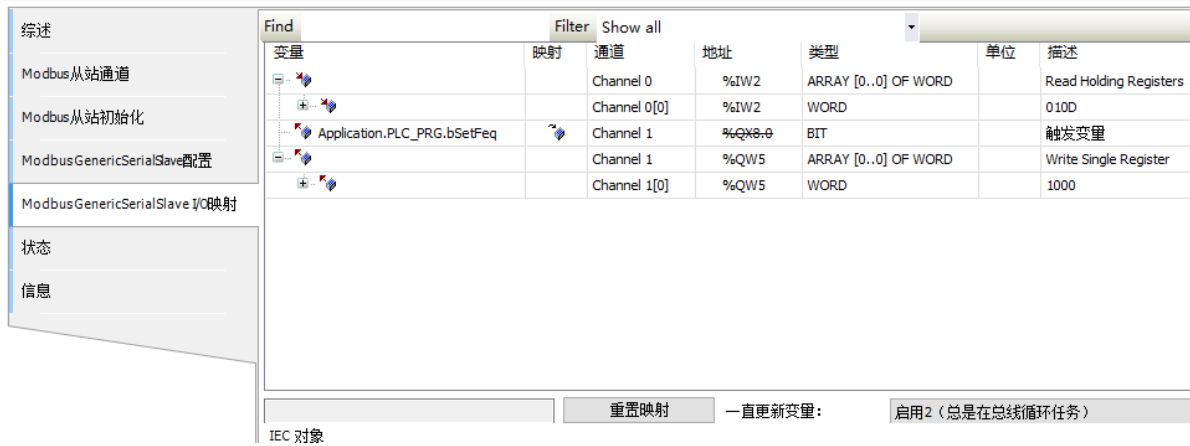 综述
Modbus从站通道
Modbus从站初始化
ModbusGenericSerialSlave配置
ModbusGenericSerialSlave I/O映射
状态
信息
Find Filter Show all
变量 映射 通道 地址 类型 单位 描述
Channel 0 %IW2 ARRAY [0..0] OF WORD Read Holding Registers
Channel 0[0] %IW2 WORD 010D
Application.PLC_PRG.bSetFeq Channel 1 %QX8.0 BIT 触发变量
Channel 1 %QW5 ARRAY [0..0] OF WORD Write Single Register
Channel 1[0] %QW5 WORD 1000
重置映射 一直更新变量: 启用2(总是在总线循环任务)
IEC 对象